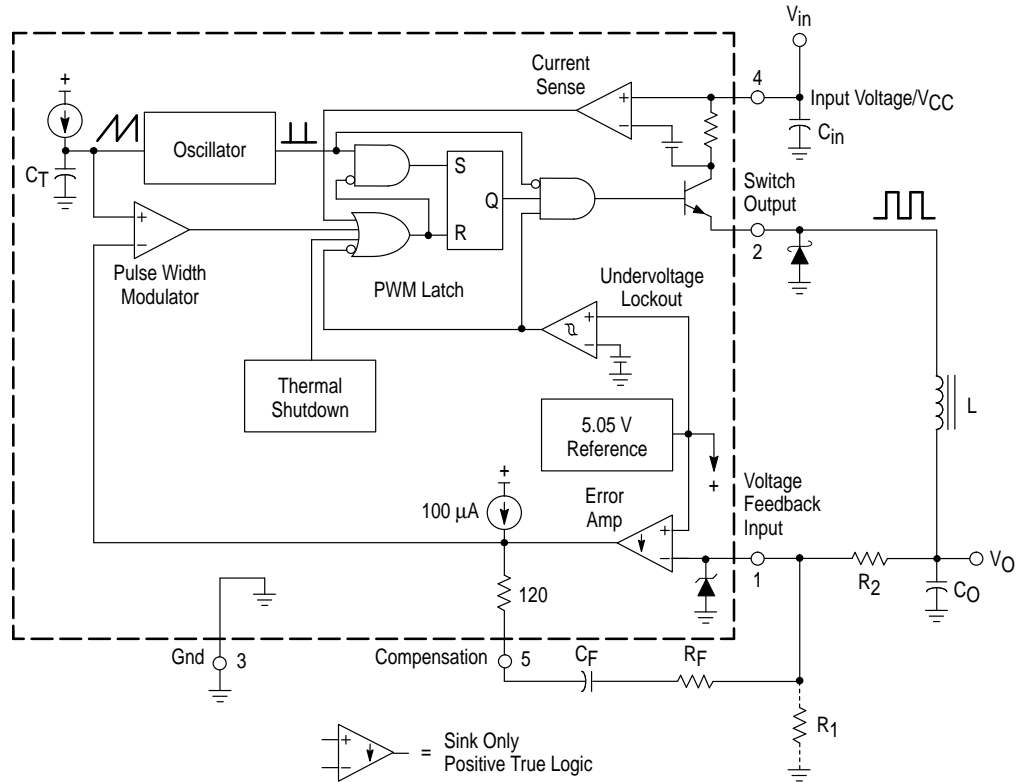 Vin
Current
Sense
4
Input Voltage/VCC
Cin
+
Oscillator
CT
+
−
S
Q
R
Switch
Output
2
+
−
Pulse Width
Modulator
PWM Latch
Undervoltage
Lockout
+
−
Thermal
Shutdown
5.05 V
Reference
L
+
+
100 µA
Error
Amp
+
−
Voltage
Feedback
Input
1
R2
VO
CO
120
Gnd
3
Compensation
5
CF
RF
R1
+
−
= Sink Only
Positive True Logic